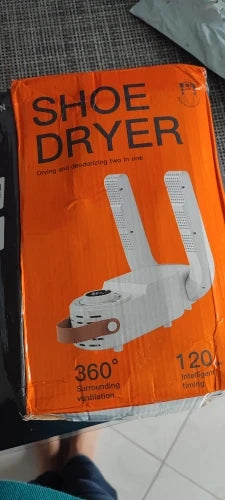 SHOE
DRYER
Drying and deodorizing two in one
360°
Surrounding
ventilation
120
Intelligent
timing